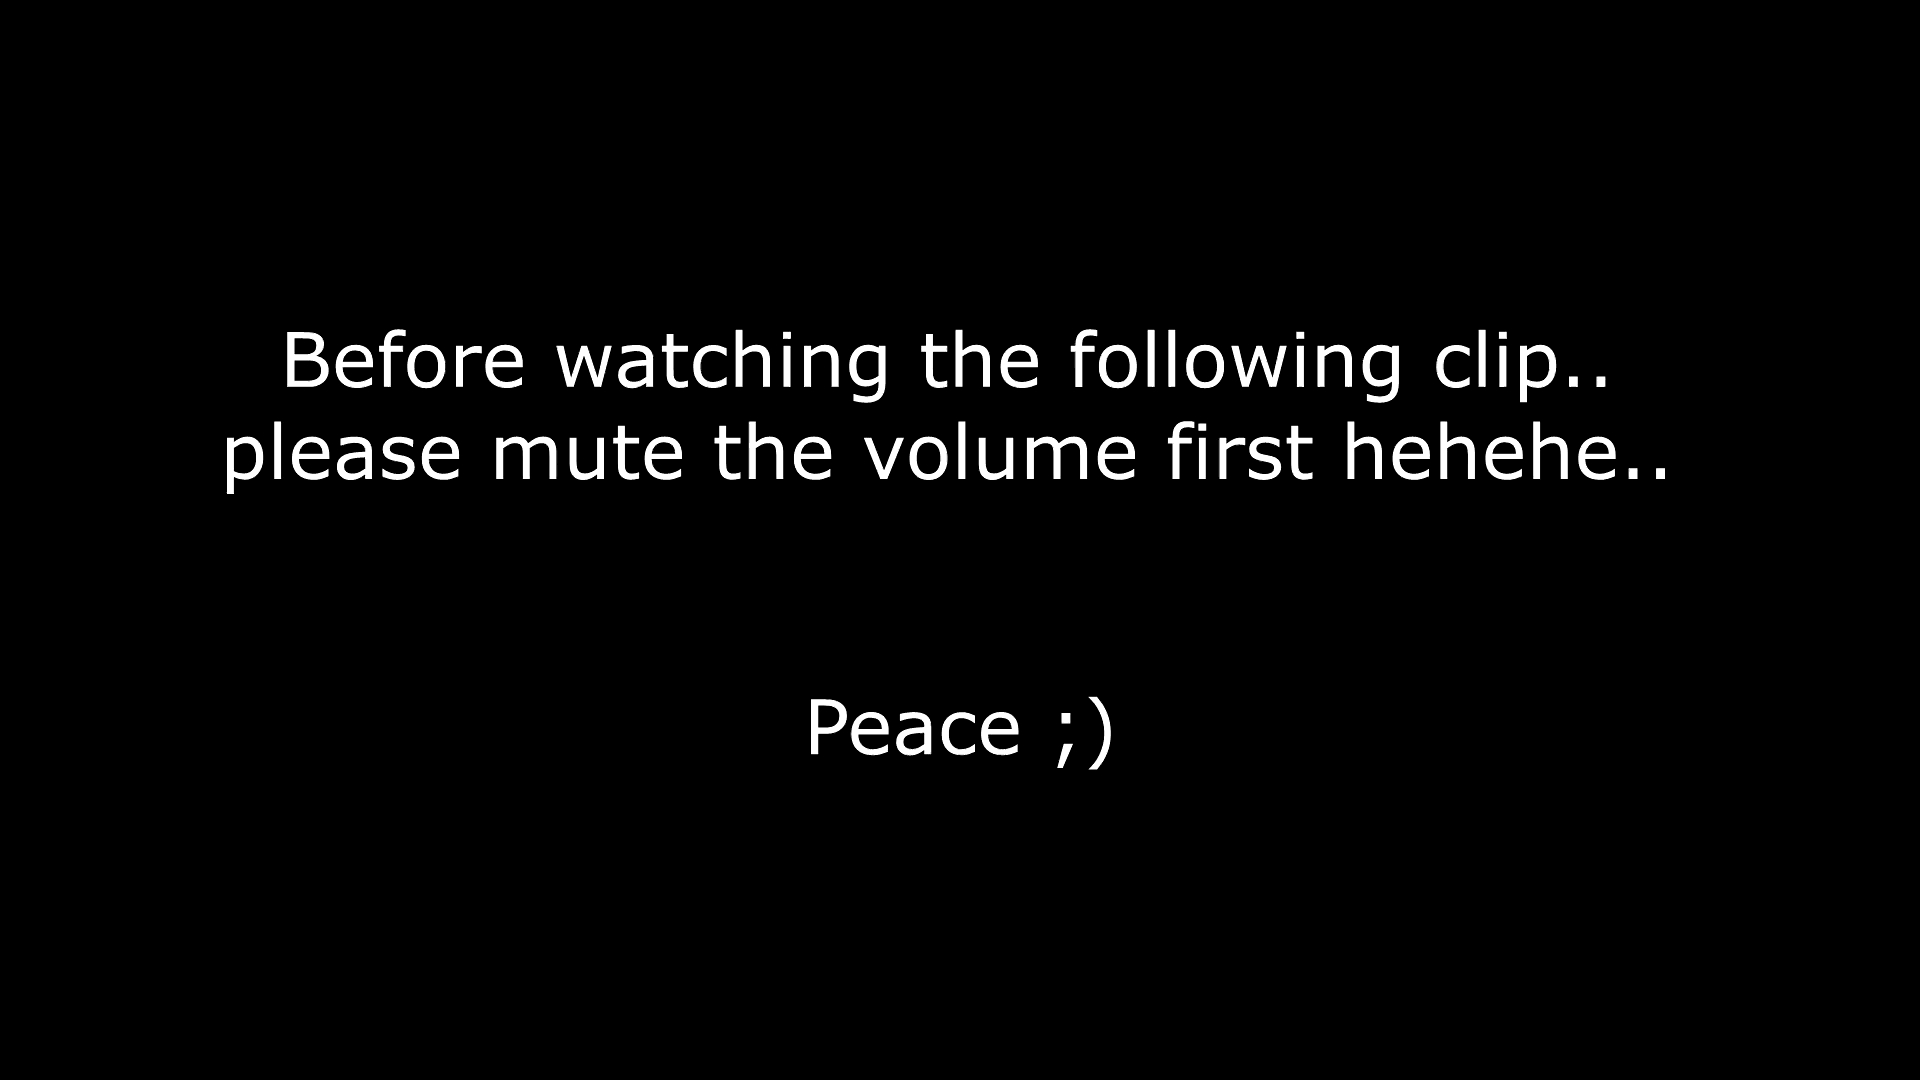 Before watching the following clip..
please mute the volume first hehehe..
Peace ;)